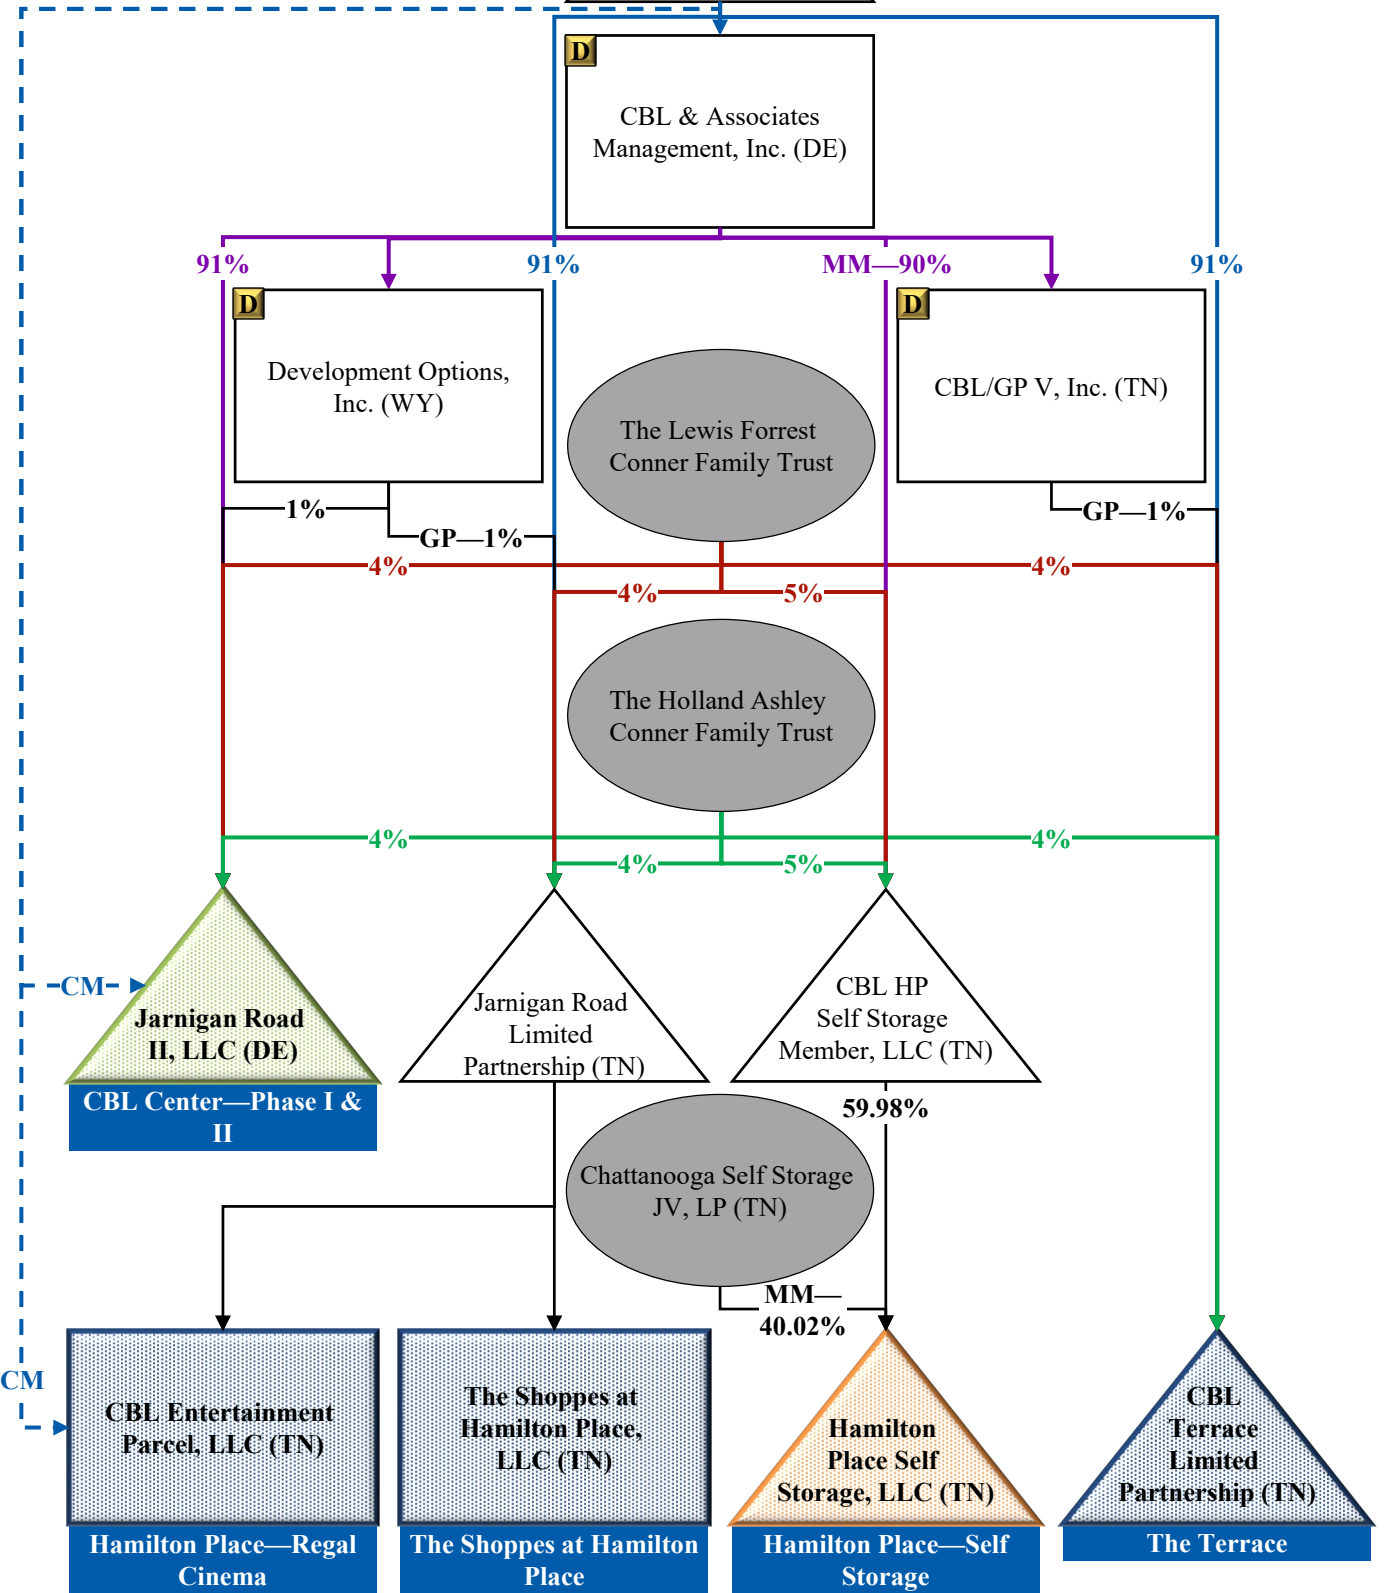 D
CBL & Associates
Management, Inc. (DE)
91%
91%
MM—90%
91%
D
Development Options,
Inc. (WY)
D
CBL/GP V, Inc. (TN)
The Lewis Forrest
Conner Family Trust
1%
GP—1%
GP—1%
4%
4%
4%
5%
The Holland Ashley
Conner Family Trust
4%
4%
4%
5%
CM
Jarnigan Road
II, LLC (DE)
CBL Center—Phase I &
II
Jarnigan Road
Limited
Partnership (TN)
CBL HP
Self Storage
Member, LLC (TN)
59.98%
Chattanooga Self Storage
JV, LP (TN)
MM—
40.02%
CM
CBL Entertainment
Parcel, LLC (TN)
Hamilton Place—Regal
Cinema
The Shoppes at
Hamilton Place,
LLC (TN)
The Shoppes at Hamilton
Place
Hamilton
Place Self
Storage, LLC (TN)
Hamilton Place—Self
Storage
CBL
Terrace
Limited
Partnership (TN)
The Terrace